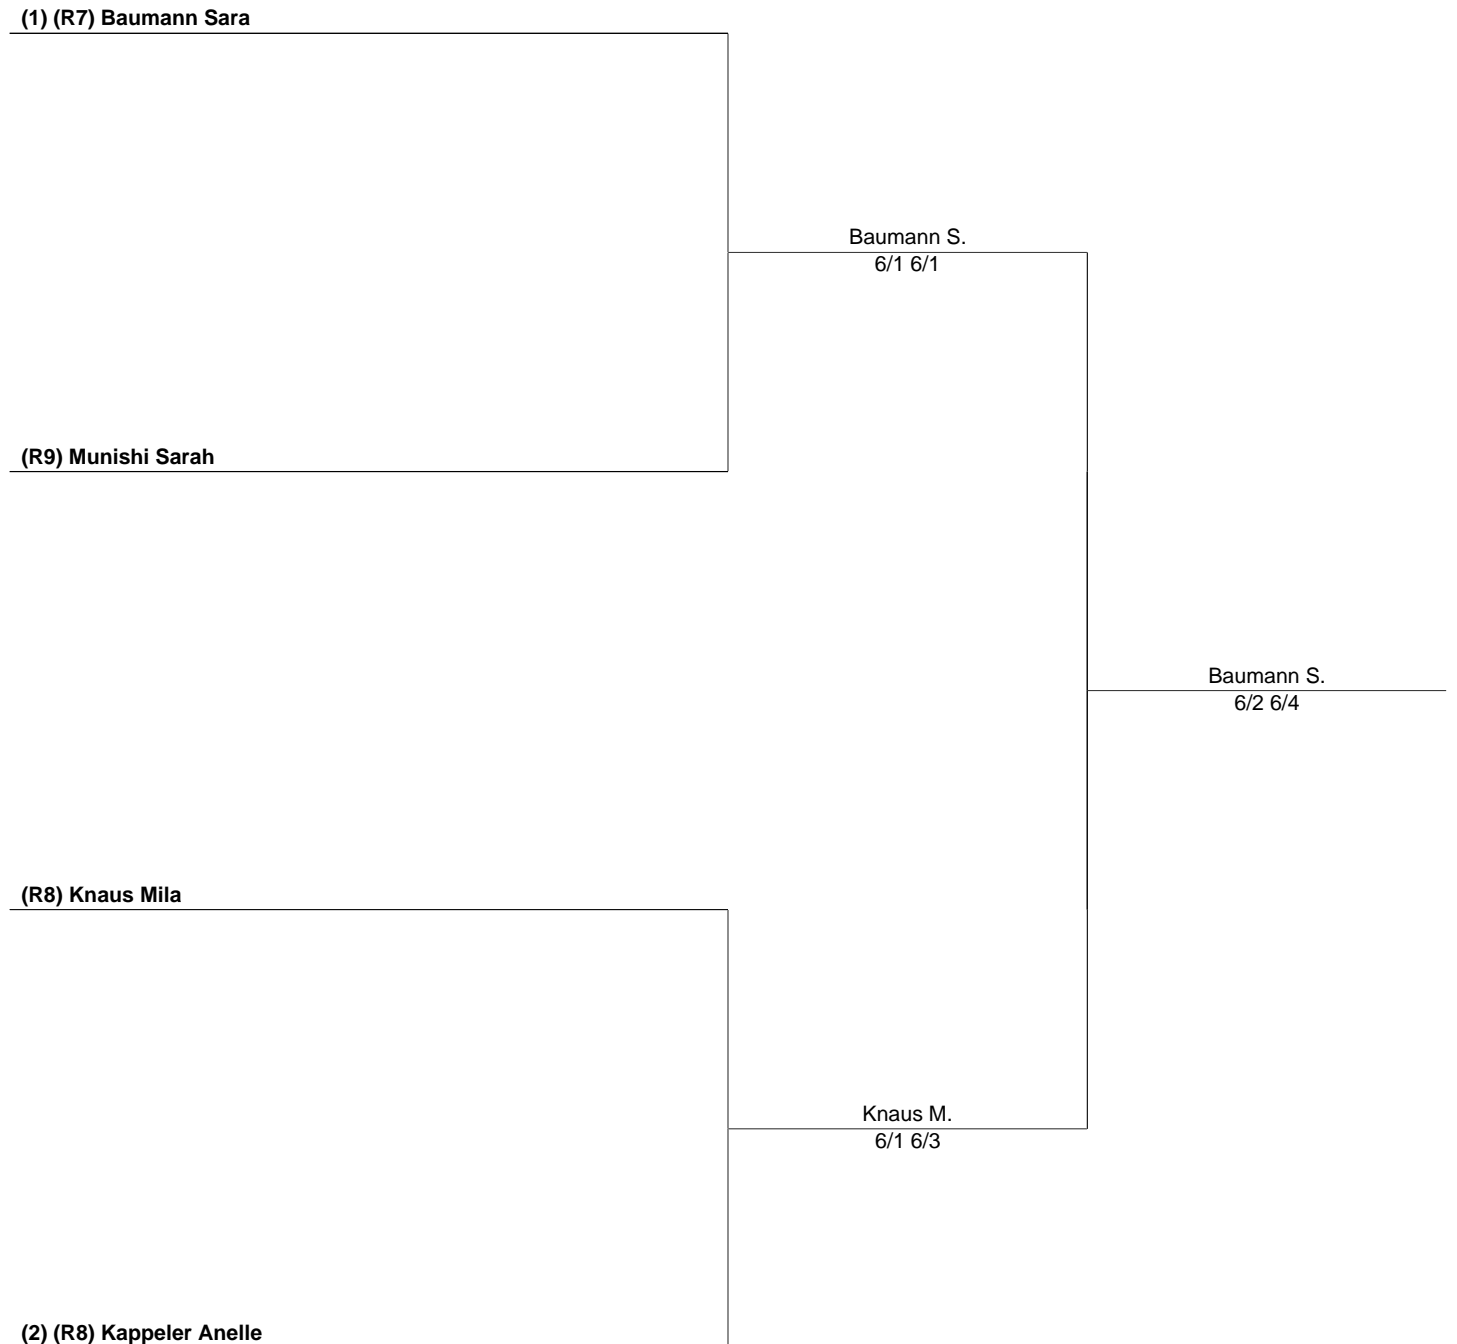 (1) (R7) Baumann Sara
Baumann S.
6/1 6/1
(R9) Munishi Sarah
Baumann S.
6/2 6/4
(R8) Knaus Mila
Knaus M.
6/1 6/3
(2) (R8) Kappeler Anelle